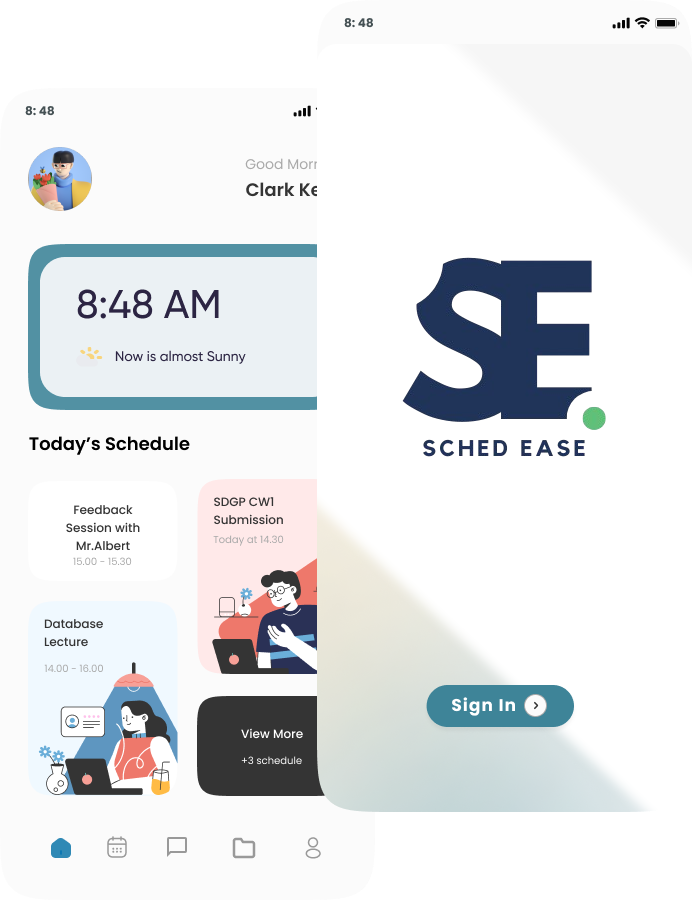 8: 48
Good Morn
Clark Ke
8:48 AM
Now is almost Sunny
Today’s Schedule
Feedback
Session with
Mr.Albert
15.00 - 15.30
SDGP CW1
Submission
Today at 14.30
Database
Lecture
14.00 - 16.00
View More
+3 schedule
8: 48
SE.
SCHED EASE
Sign In